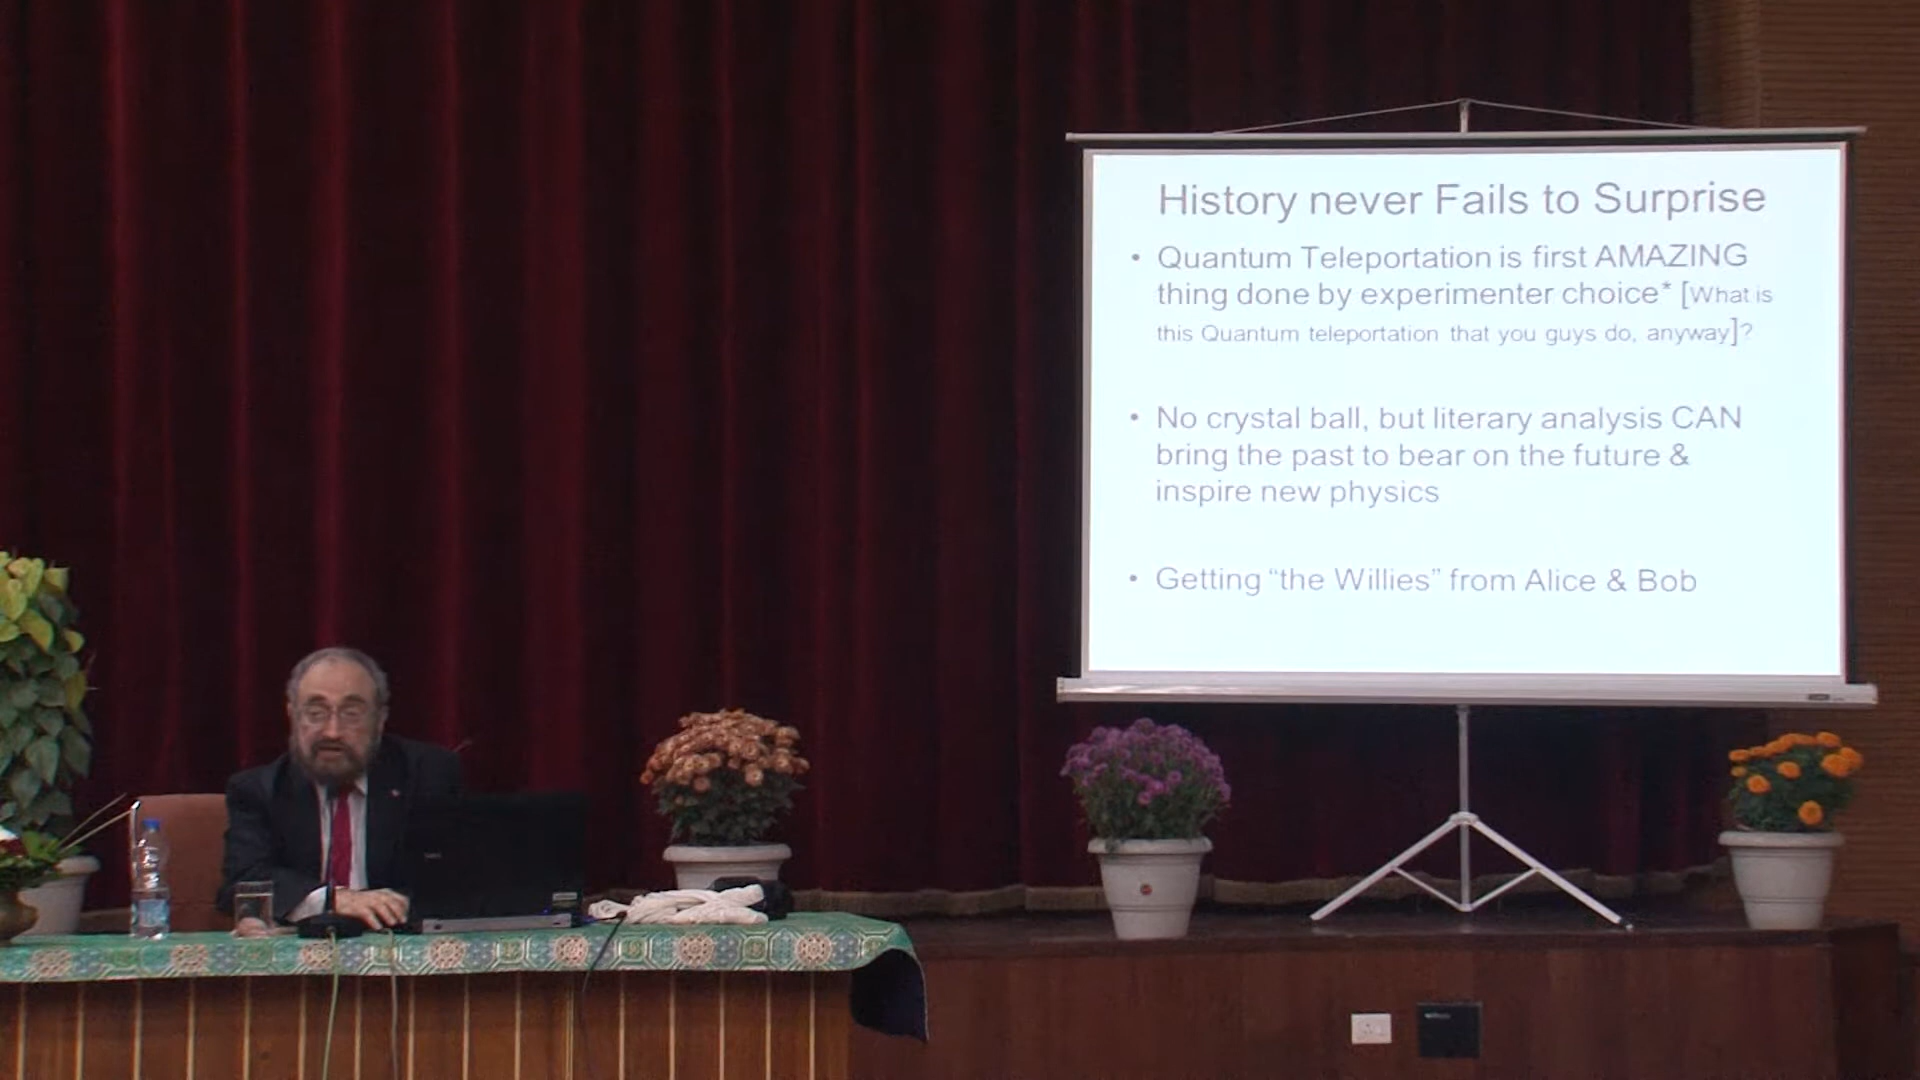 History never Fails to Surprise
• Quantum Teleportation is first AMAZING
thing done by experimenter choice* [What is
this Quantum teleportation that you guys do, anyway]?
• No crystal ball, but literary analysis CAN
bring the past to bear on the future &
inspire new physics
• Getting “the Willies” from Alice & Bob